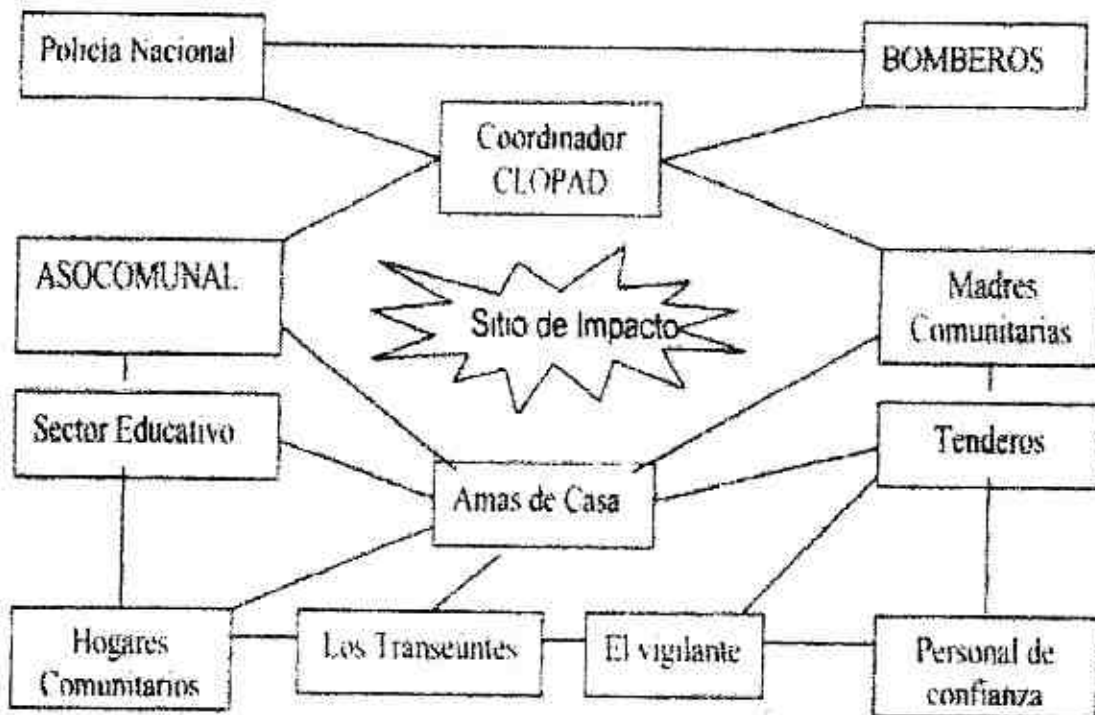 Policia Nacional
BOMBEROS
Coordinador
CLOPAD
ASOCOMUNAL
Sitio de Impacto
Madres
Comunitarias
Sector Educativo
Tenderos
Amas de Casa
Hogares
Comunitarios
Los Transeuntes
El vigilante
Personal de
confianza